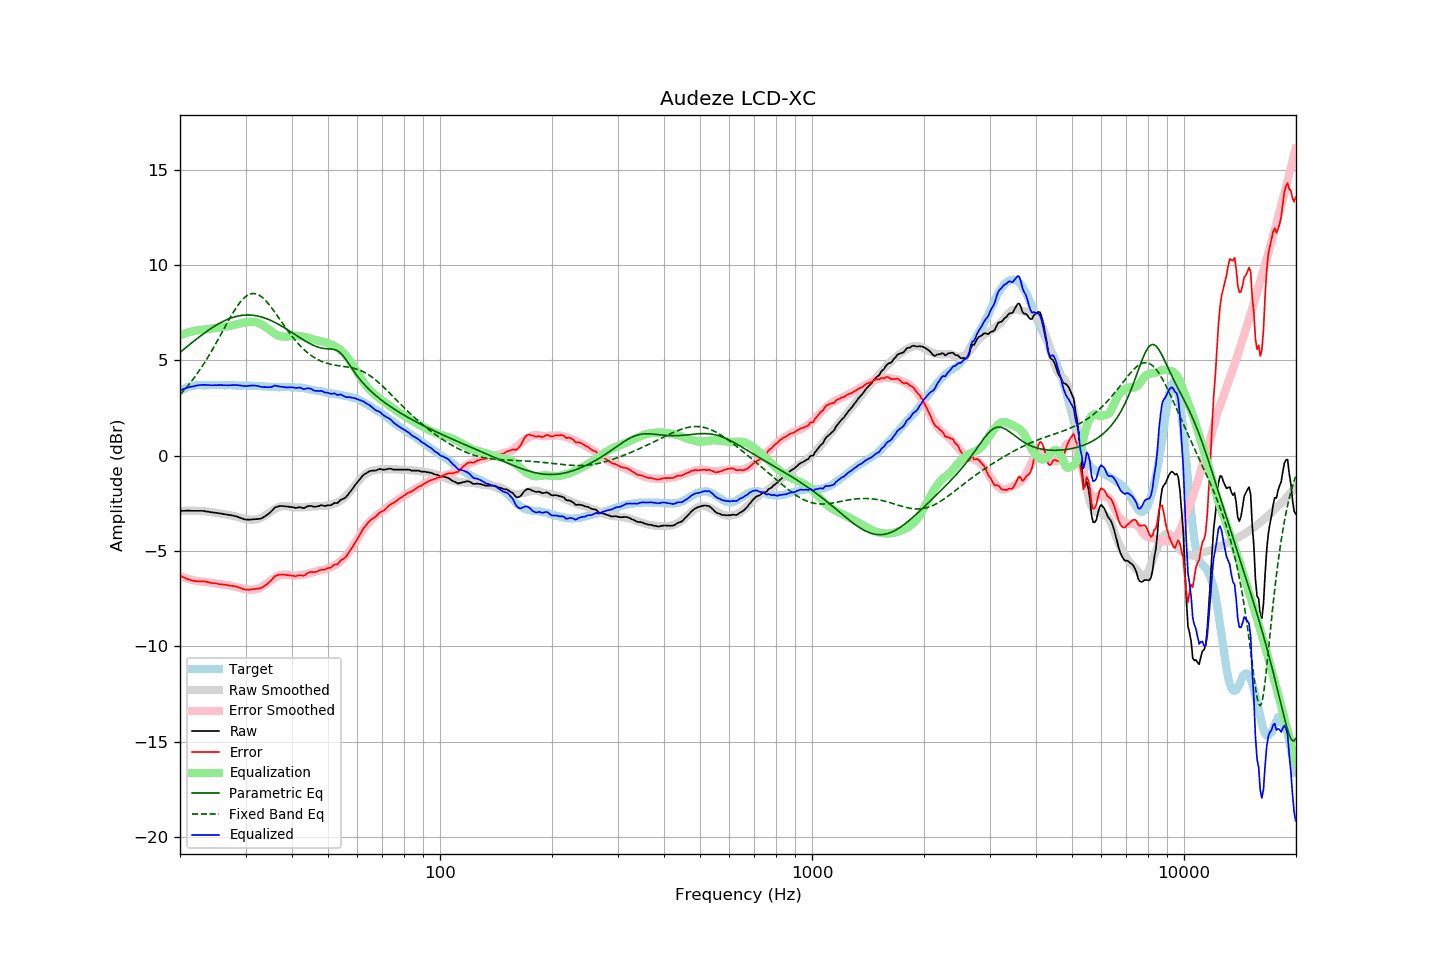 Audeze LCD-XC
Amplitude (dBr)
15
10
5
0
−5
−10
−15
−20
Target
Raw Smoothed
Error Smoothed
Raw
Error
Equalization
Parametric Eq
Fixed Band Eq
Equalized
100
1000
10000
Frequency (Hz)